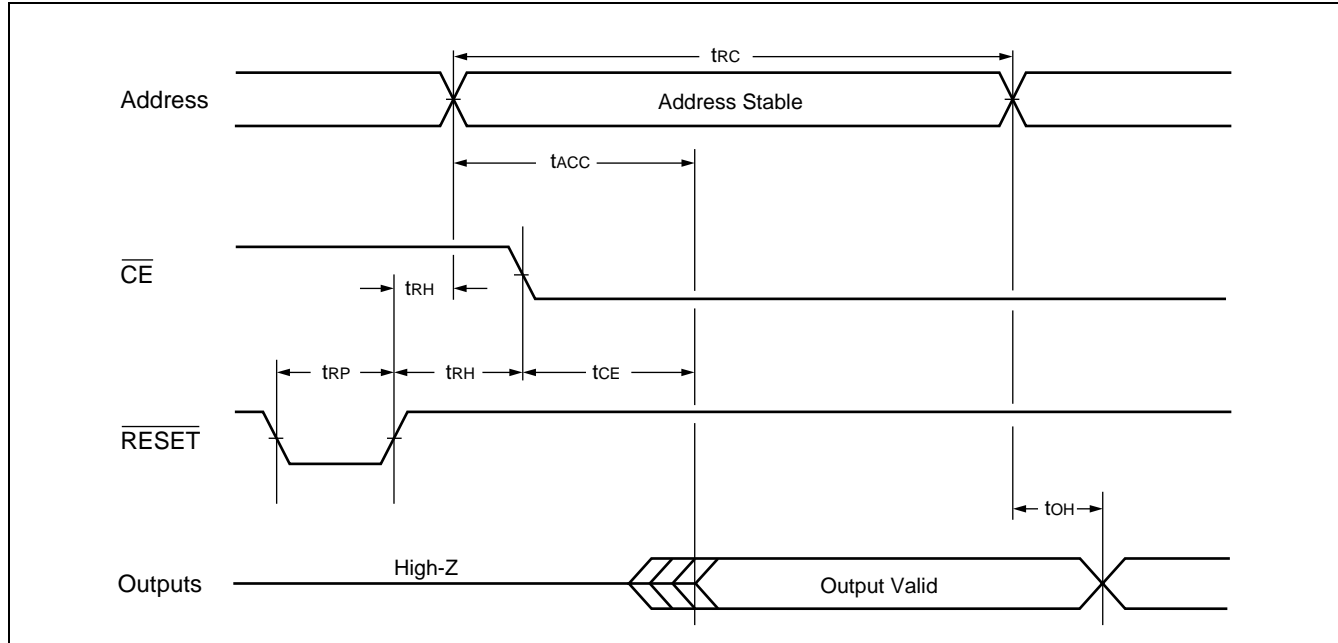 tRC
Address
Address Stable
tACC
CE
tRH
tRP
tRH
tCE
RESET
tOH
High-Z
Outputs
Output Valid